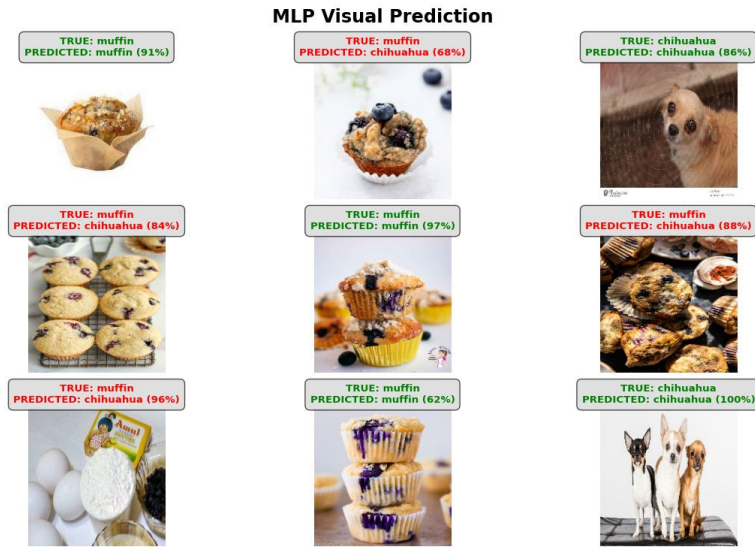 MLP Visual Prediction
TRUE: muffin
PREDICTED: muffin (91%)
TRUE: muffin
PREDICTED: chihuahua (68%)
TRUE: chihuahua
PREDICTED: chihuahua (86%)
TRUE: muffin
PREDICTED: chihuahua (84%)
TRUE: muffin
PREDICTED: muffin (97%)
TRUE: muffin
PREDICTED: chihuahua (88%)
TRUE: muffin
PREDICTED: chihuahua (96%)
TRUE: muffin
PREDICTED: muffin (62%)
TRUE: chihuahua
PREDICTED: chihuahua (100%)
Amul